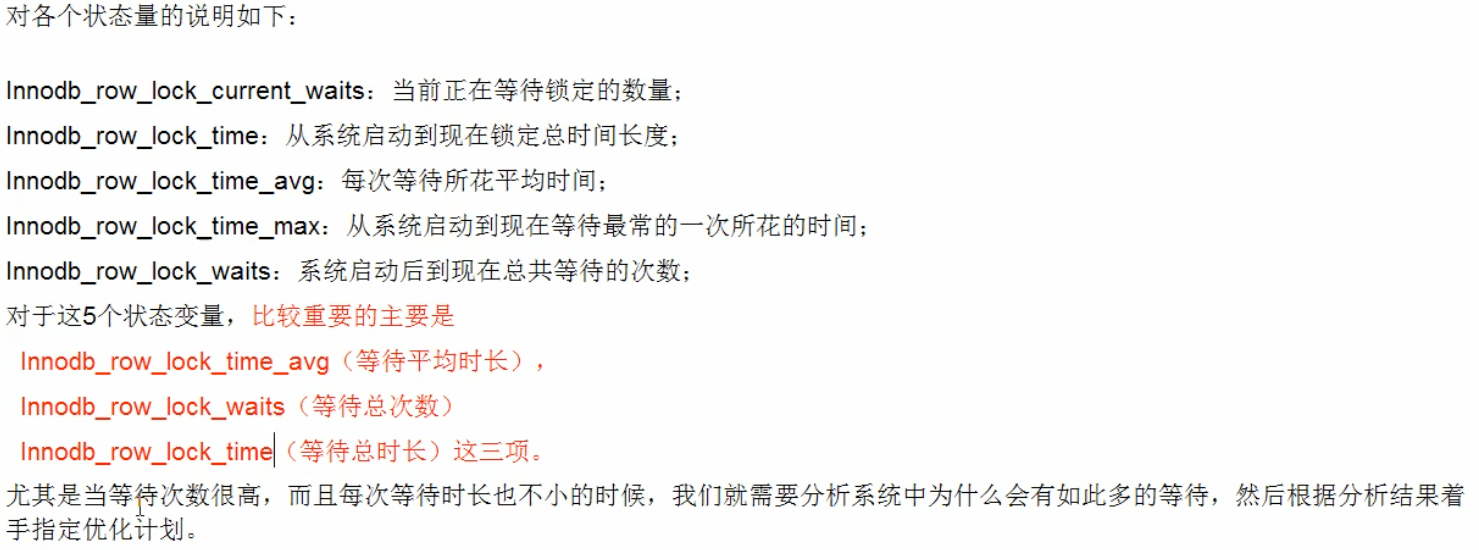 对各个状态量的说明如下：
Innodb_row_lock_current_waits：当前正在等待锁定的数量；
Innodb_row_lock_time：从系统启动到现在锁定总时间长度；
Innodb_row_lock_time_avg：每次等待所花平均时间；
Innodb_row_lock_time_max：从系统启动到现在等待最常的一次所花的时间；
Innodb_row_lock_waits：系统启动后到现在总共等待的次数；
对于这5个状态变量，比较重要的主要是
Innodb_row_lock_time_avg（等待平均时长），
Innodb_row_lock_waits（等待总次数）
Innodb_row_lock_time（等待总时长）这三项。
尤其是当等待次数很高，而且每次等待时长也不小的时候，我们就需要分析系统中为什么会有如此多的等待，然后根据分析结果着
手指定优化计划。